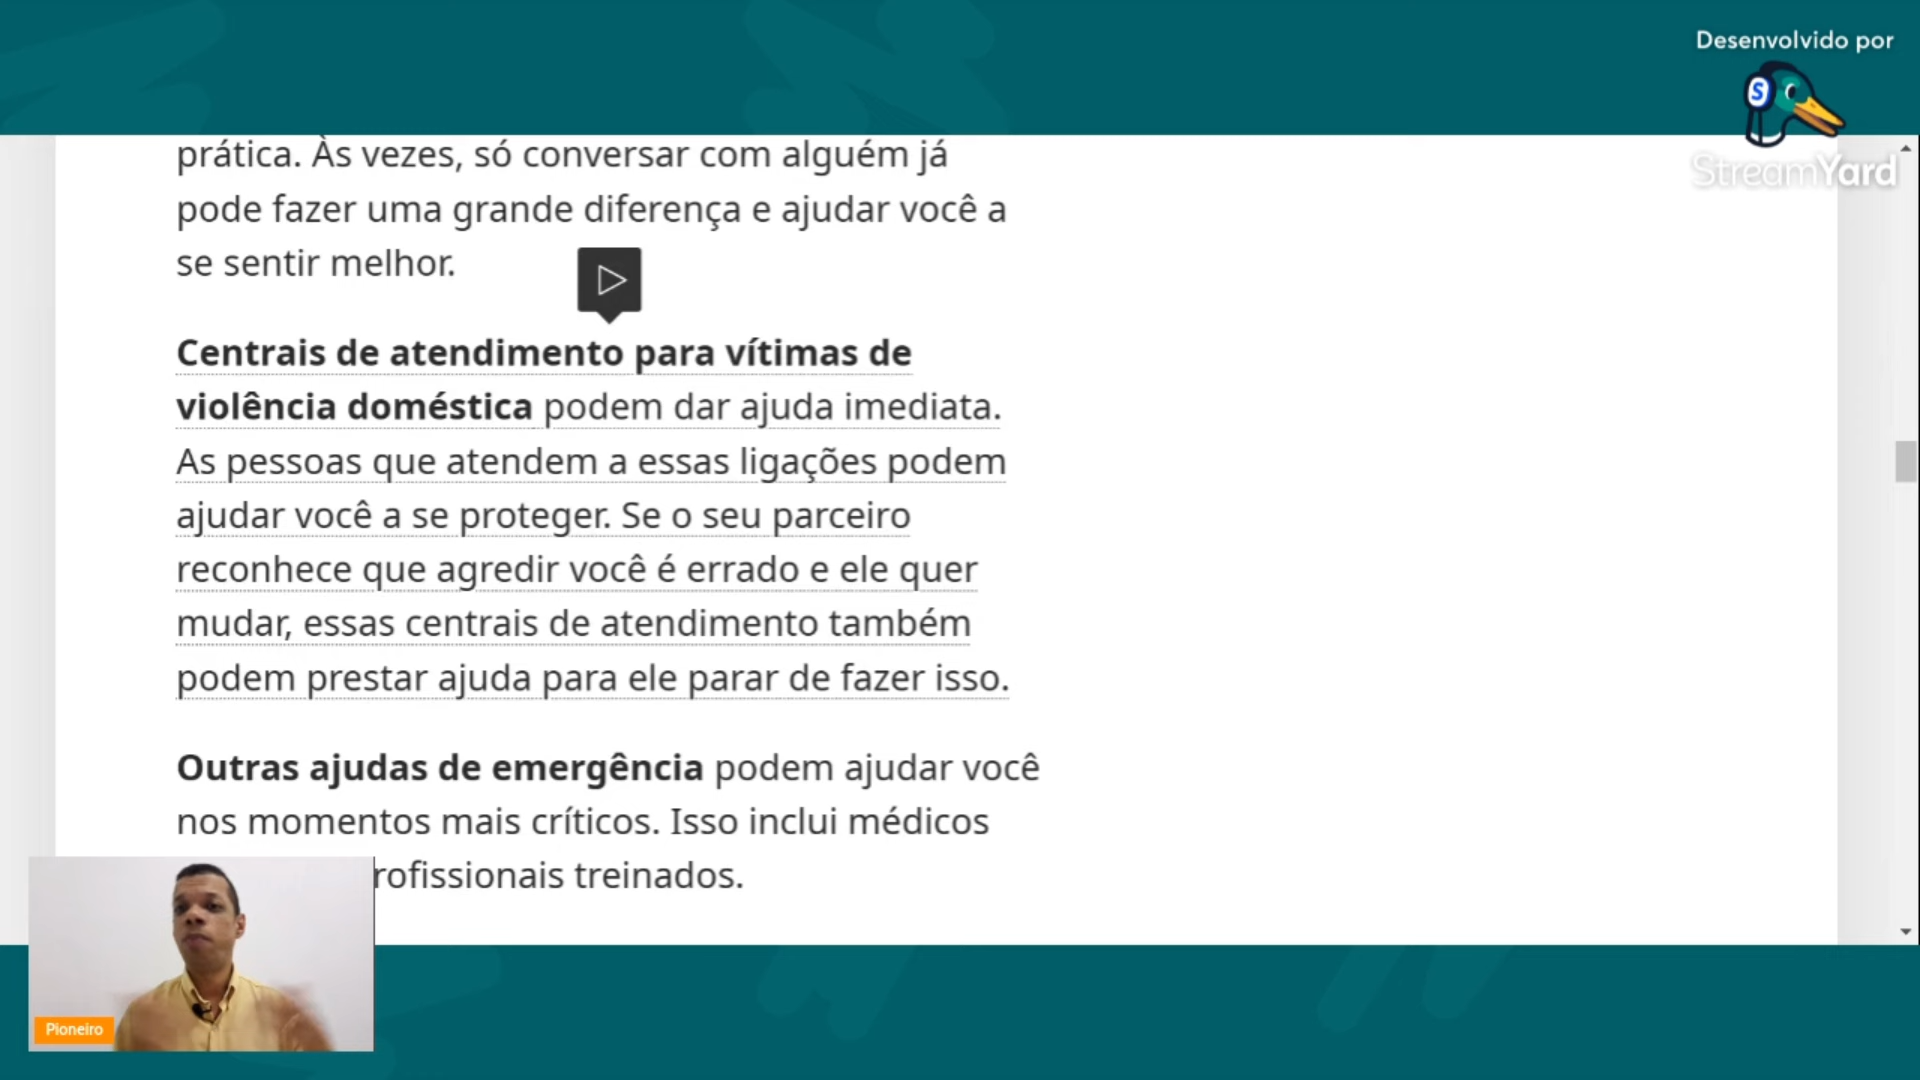 Desenvolvido por
StreamYard
prática. Às vezes, só conversar com alguém já
pode fazer uma grande diferença e ajudar você a
se sentir melhor.
Centrais de atendimento para vítimas de
violência doméstica podem dar ajuda imediata.
As pessoas que atendem a essas ligações podem
ajudar você a se proteger. Se o seu parceiro
reconhece que agredir você é errado e ele quer
mudar, essas centrais de atendimento também
podem prestar ajuda para ele parar de fazer isso.
Outras ajudas de emergência podem ajudar você
nos momentos mais críticos. Isso inclui médicos
rofissionais treinados.
Pioneiro